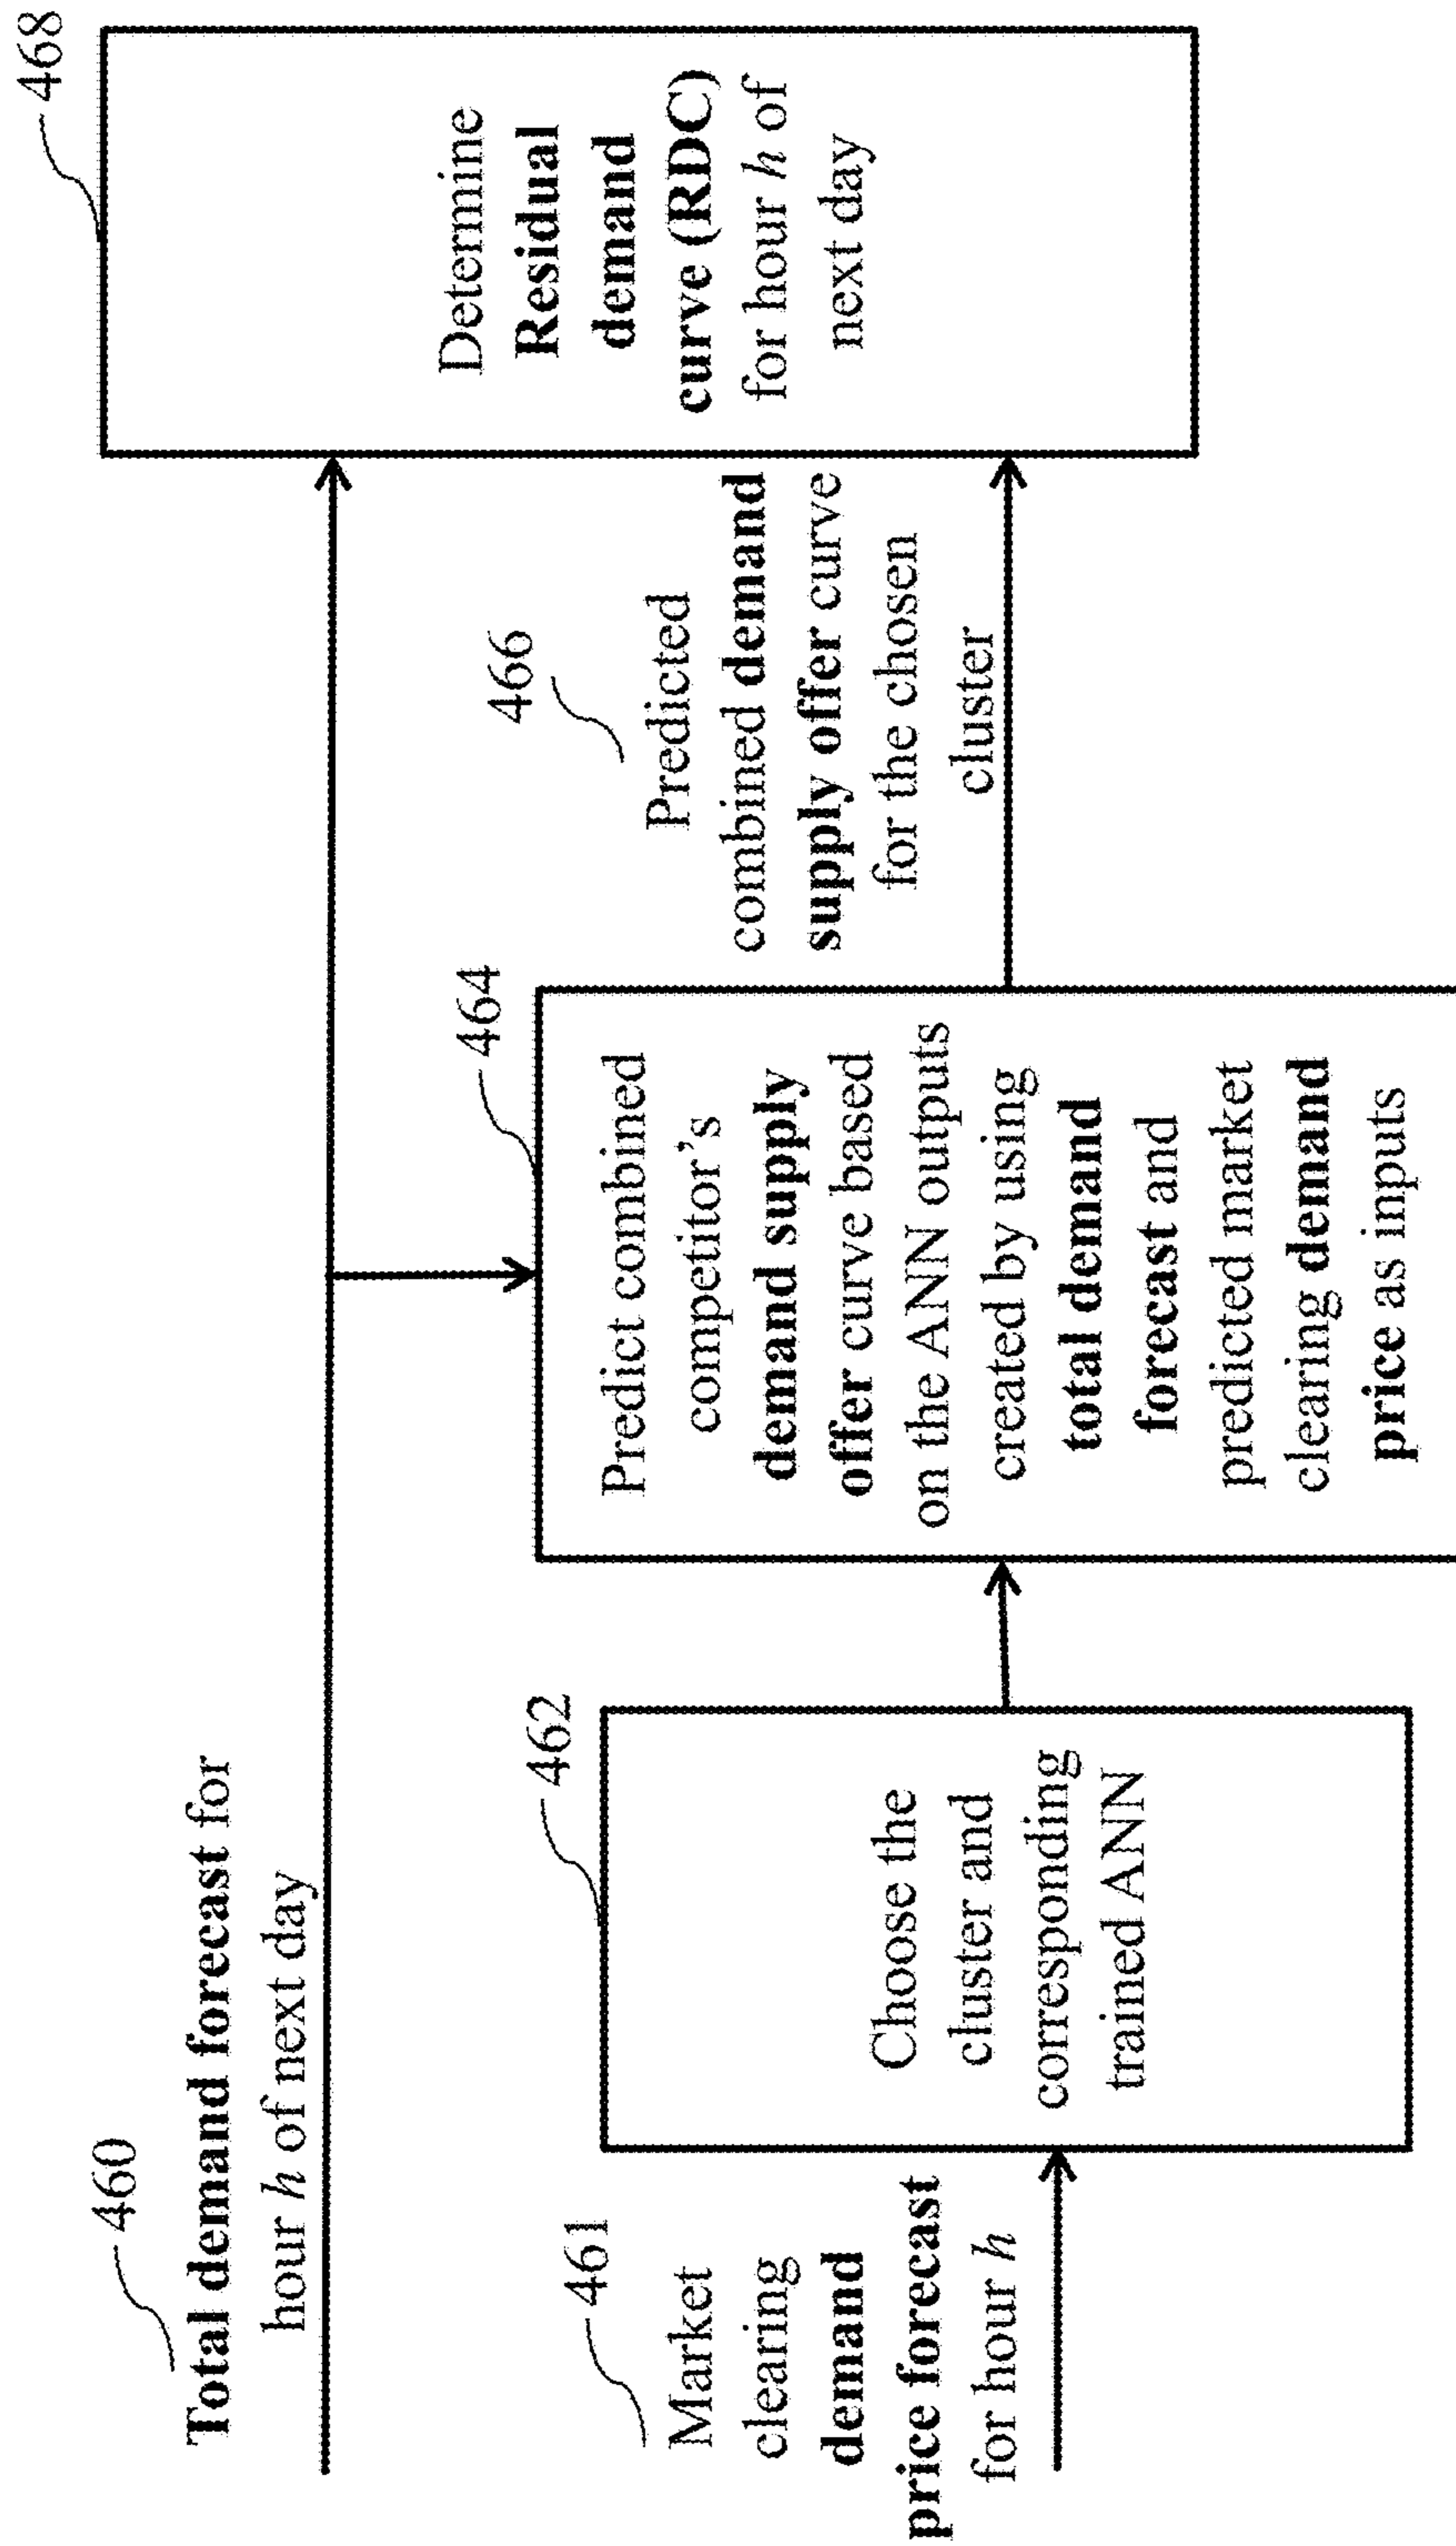 460
Total demand forecast for
hour h of next day
461
Market
clearing
demand
price forecast
for hour h
462
Choose the
cluster and
corresponding
trained ANN
464
Predict combined
competitor's
demand supply
offer curve based
on the ANN outputs
created by using
total demand
forecast and
predicted market
clearing demand
price as inputs
466
Predicted
combined demand
supply offer curve
for the chosen
cluster
468
Determine
Residual
demand
curve (RDC)
for hour h of
next day